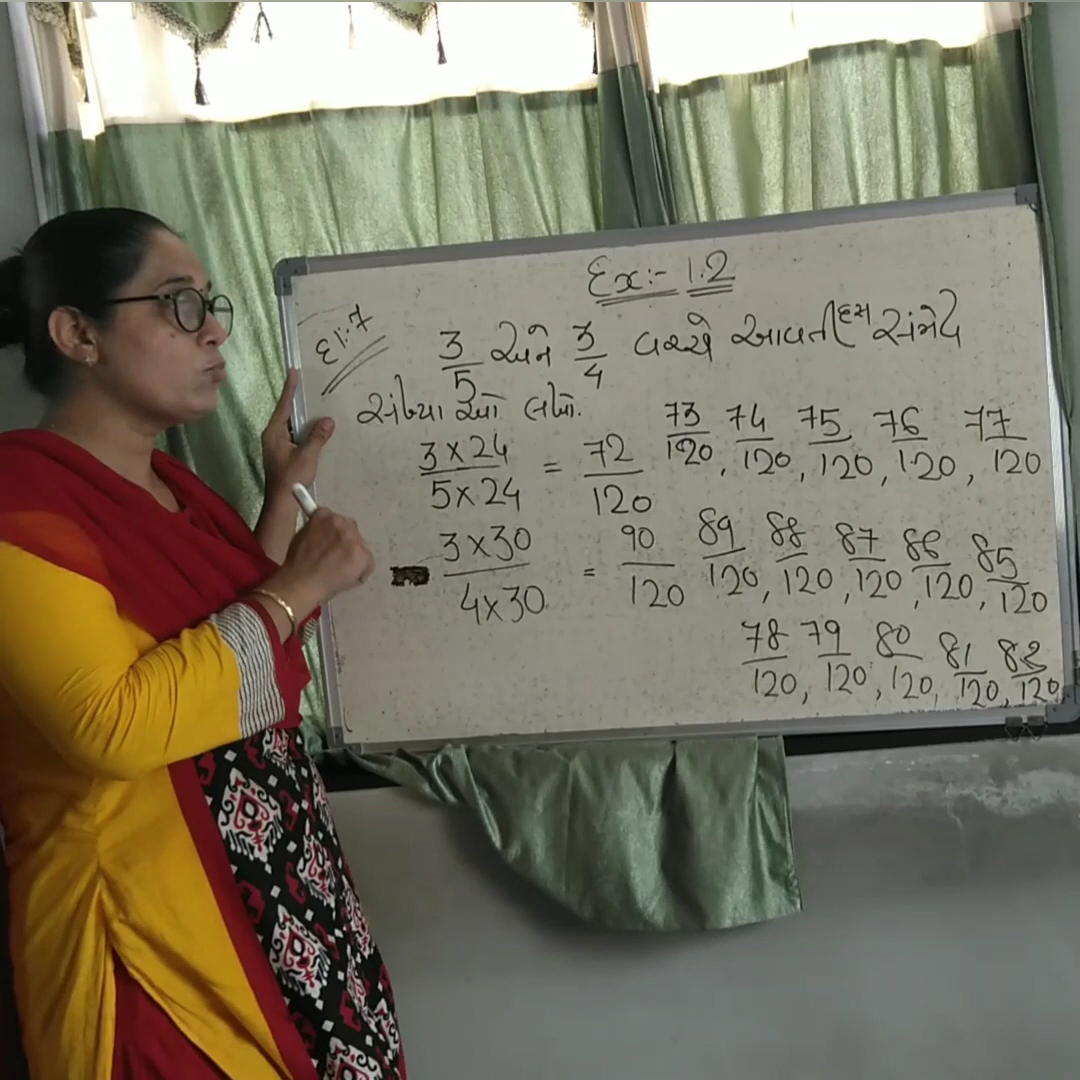 Ex:- 1.2
દા.7
3/5 અને 3/4 વચ્ચે આવતી દસ સંમેય
સંખ્યા ઓ લખો.
3 x 24 / 5 x 24 = 72/120 73/120, 74/120, 75/120, 76/120, 77/120
3 x 30 / 4 x 30 = 90/120 89/120, 88/120, 87/120, 86/120, 85/120
78/120, 79/120, 80/120, 81/120, 82/120